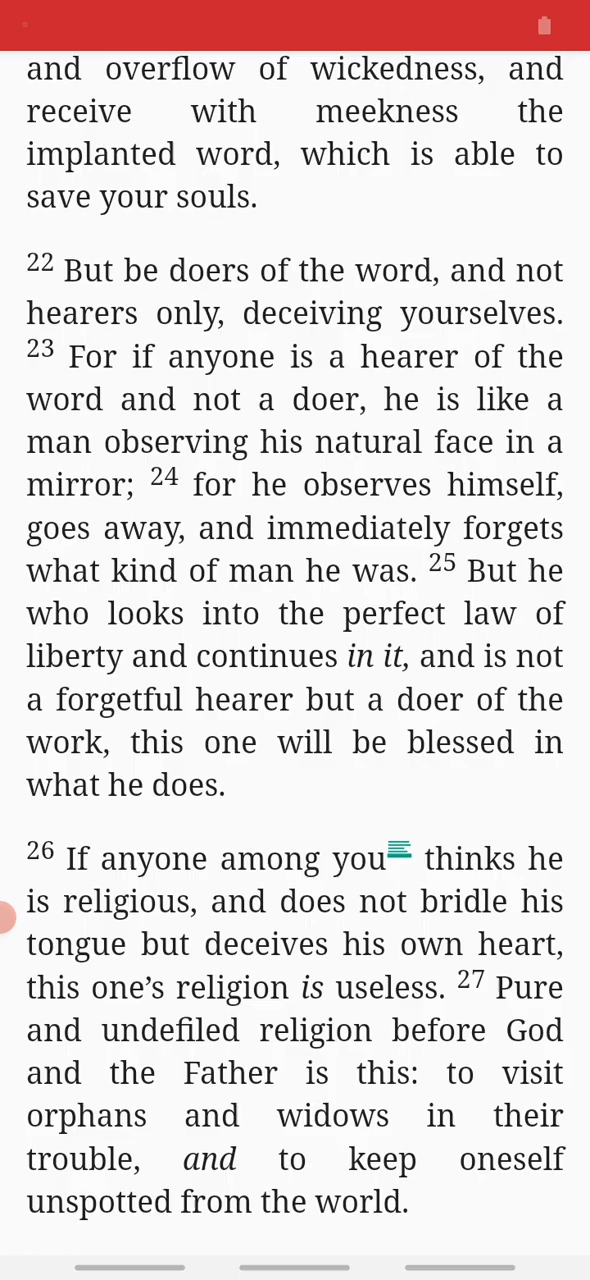 and overflow of wickedness, and
receive with meekness the
implanted word, which is able to
save your souls.
22 But be doers of the word, and not
hearers only, deceiving yourselves.
23 For if anyone is a hearer of the
word and not a doer, he is like a
man observing his natural face in a
mirror; 24 for he observes himself,
goes away, and immediately forgets
what kind of man he was. 25 But he
who looks into the perfect law of
liberty and continues in it, and is not
a forgetful hearer but a doer of the
work, this one will be blessed in
what he does.
26 If anyone among you thinks he
is religious, and does not bridle his
tongue but deceives his own heart,
this one’s religion is useless. 27 Pure
and undefiled religion before God
and the Father is this: to visit
orphans and widows in their
trouble, and to keep oneself
unspotted from the world.